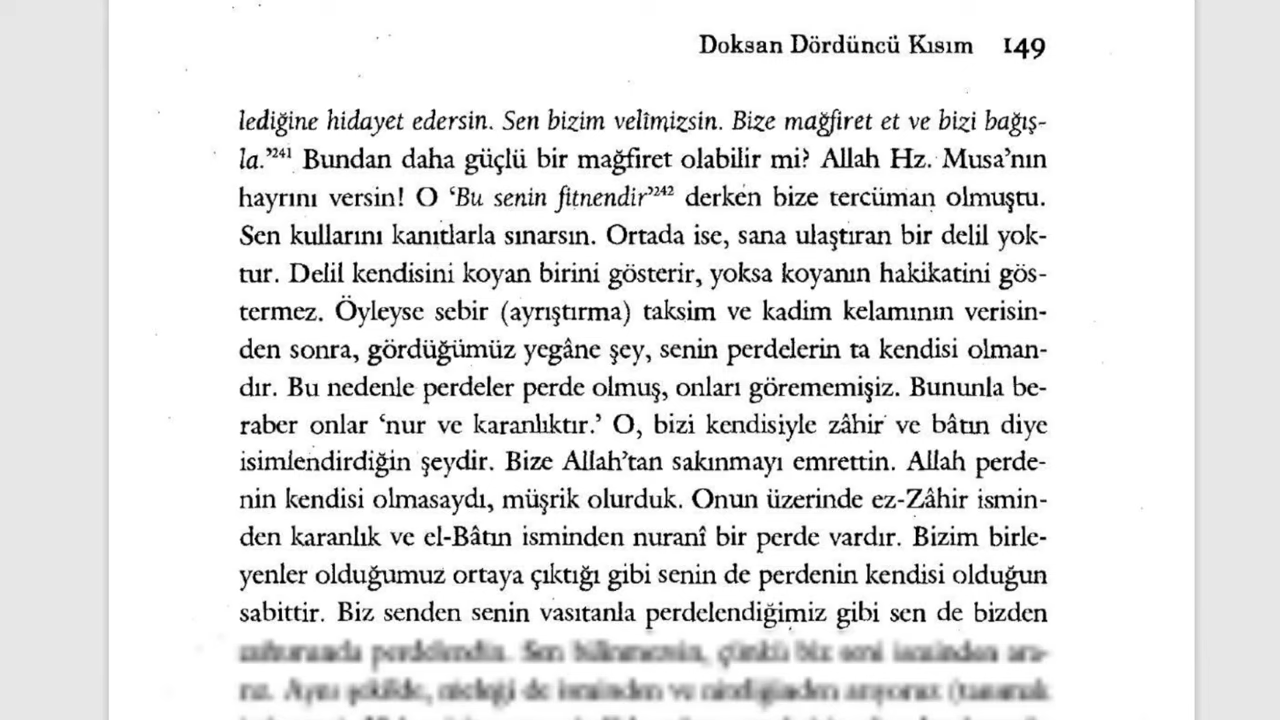 Doksan Dördüncü Kısım 149
lediğine hidayet edersin. Sen bizim velîmizsin. Bize mağfiret et ve bizi bağış-
la.’²⁴¹ Bundan daha güçlü bir mağfiret olabilir mi? Allah Hz. Musa’nın
hayrını versin! O ‘Bu senin fitnendir’²⁴² derken bize tercüman olmuştu.
Sen kullarını kanıtlarla sınarsın. Ortada ise, sana ulaştıran bir delil yok-
tur. Delil kendisini koyan birini gösterir, yoksa koyanın hakikatini gös-
termez. Öyleyse sebir (ayrıştırma) taksim ve kadim kelamının verisin-
den sonra, gördüğümüz yegâne şey, senin perdelerin ta kendisi olman-
dır. Bu nedenle perdeler perde olmuş, onları görememişiz. Bununla be-
raber onlar ‘nur ve karanlıktır.’ O, bizi kendisiyle zâhir ve bâtın diye
isimlendirdiğin şeydir. Bize Allah’tan sakınmayı emrettin. Allah perde-
nin kendisi olmasaydı, müşrik olurduk. Onun üzerinde ez-Zâhir ismin-
den karanlık ve el-Bâtın isminden nuranî bir perde vardır. Bizim birle-
yenler olduğumuz ortaya çıktığı gibi senin de perdenin kendisi olduğun
sabittir. Biz senden senin vasıtanla perdelendiğimiz gibi sen de bizden
perdelendin. Sen bilinmezsin, çünkü biz seni